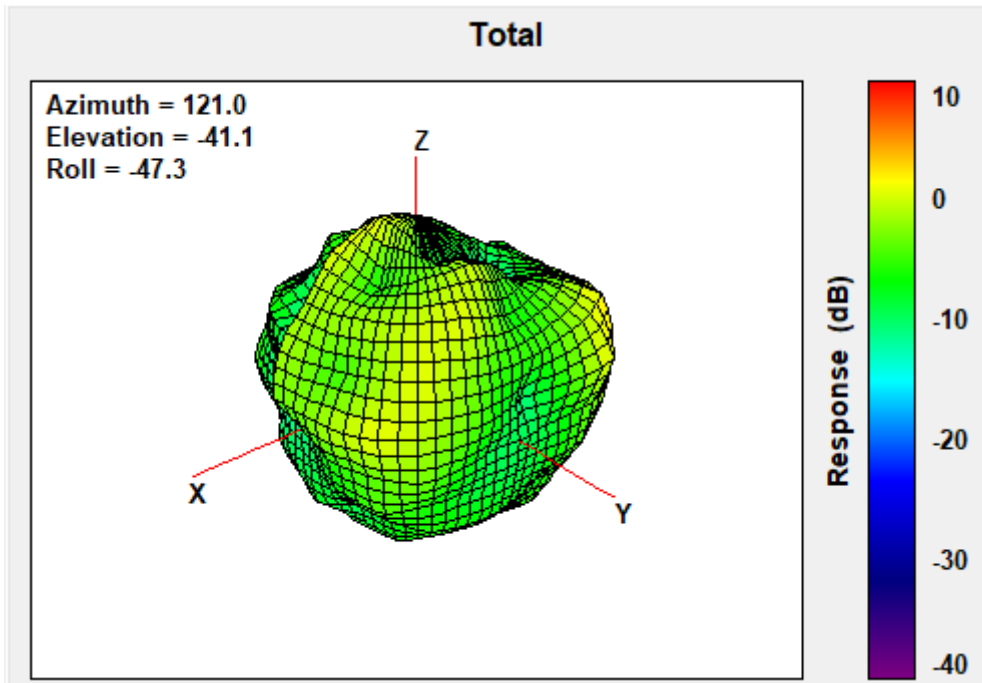 Total
Azimuth = 121.0
Elevation = -41.1
Roll = -47.3
Z
X
Y
10
0
-10
-20
-30
-40
Response (dB)